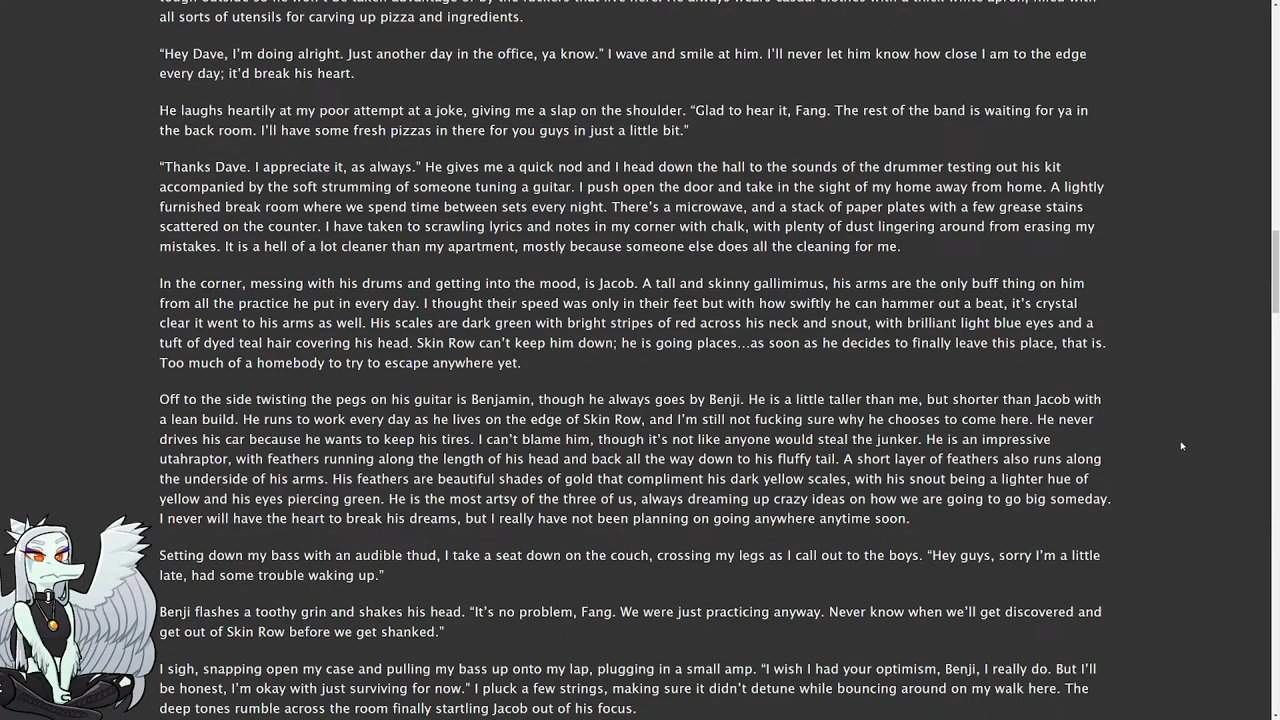 all sorts of utensils for carving up pizza and ingredients.
“Hey Dave, I’m doing alright. Just another day in the office, ya know.” I wave and smile at him. I’ll never let him know how close I am to the edge
every day; it’d break his heart.
He laughs heartily at my poor attempt at a joke, giving me a slap on the shoulder. “Glad to hear it, Fang. The rest of the band is waiting for ya in
the back room. I’ll have some fresh pizzas in there for you guys in just a little bit.”
“Thanks Dave. I appreciate it, as always.” He gives me a quick nod and I head down the hall to the sounds of the drummer testing out his kit
accompanied by the soft strumming of someone tuning a guitar. I push open the door and take in the sight of my home away from home. A lightly
furnished break room where we spend time between sets every night. There’s a microwave, and a stack of paper plates with a few grease stains
scattered on the counter. I have taken to scrawling lyrics and notes in my corner with chalk, with plenty of dust lingering around from erasing my
mistakes. It is a hell of a lot cleaner than my apartment, mostly because someone else does all the cleaning for me.
In the corner, messing with his drums and getting into the mood, is Jacob. A tall and skinny gallimimus, his arms are the only buff thing on him
from all the practice he put in every day. I thought their speed was only in their feet but with how swiftly he can hammer out a beat, it’s crystal
clear it went to his arms as well. His scales are dark green with bright stripes of red across his neck and snout, with brilliant light blue eyes and a
tuft of dyed teal hair covering his head. Skin Row can’t keep him down; he is going places…as soon as he decides to finally leave this place, that is.
Too much of a homebody to try to escape anywhere yet.
Off to the side twisting the pegs on his guitar is Benjamin, though he always goes by Benji. He is a little taller than me, but shorter than Jacob with
a lean build. He runs to work every day as he lives on the edge of Skin Row, and I’m still not fucking sure why he chooses to come here. He never
drives his car because he wants to keep his tires. I can’t blame him, though it’s not like anyone would steal the junker. He is an impressive
utahraptor, with feathers running along the length of his head and back all the way down to his fluffy tail. A short layer of feathers also runs along
the underside of his arms. His feathers are beautiful shades of gold that compliment his dark yellow scales, with his snout being a lighter hue of
yellow and his eyes piercing green. He is the most artsy of the three of us, always dreaming up crazy ideas on how we are going to go big someday.
I never will have the heart to break his dreams, but I really have not been planning on going anywhere anytime soon.
Setting down my bass with an audible thud, I take a seat down on the couch, crossing my legs as I call out to the boys. “Hey guys, sorry I’m a little
late, had some trouble waking up.”
Benji flashes a toothy grin and shakes his head. “It’s no problem, Fang. We were just practicing anyway. Never know when we’ll get discovered and
get out of Skin Row before we get shanked.”
I sigh, snapping open my case and pulling my bass up onto my lap, plugging in a small amp. “I wish I had your optimism, Benji, I really do. But I’ll
be honest, I’m okay with just surviving for now.” I pluck a few strings, making sure it didn’t detune while bouncing around on my walk here. The
deep tones rumble across the room finally startling Jacob out of his focus.